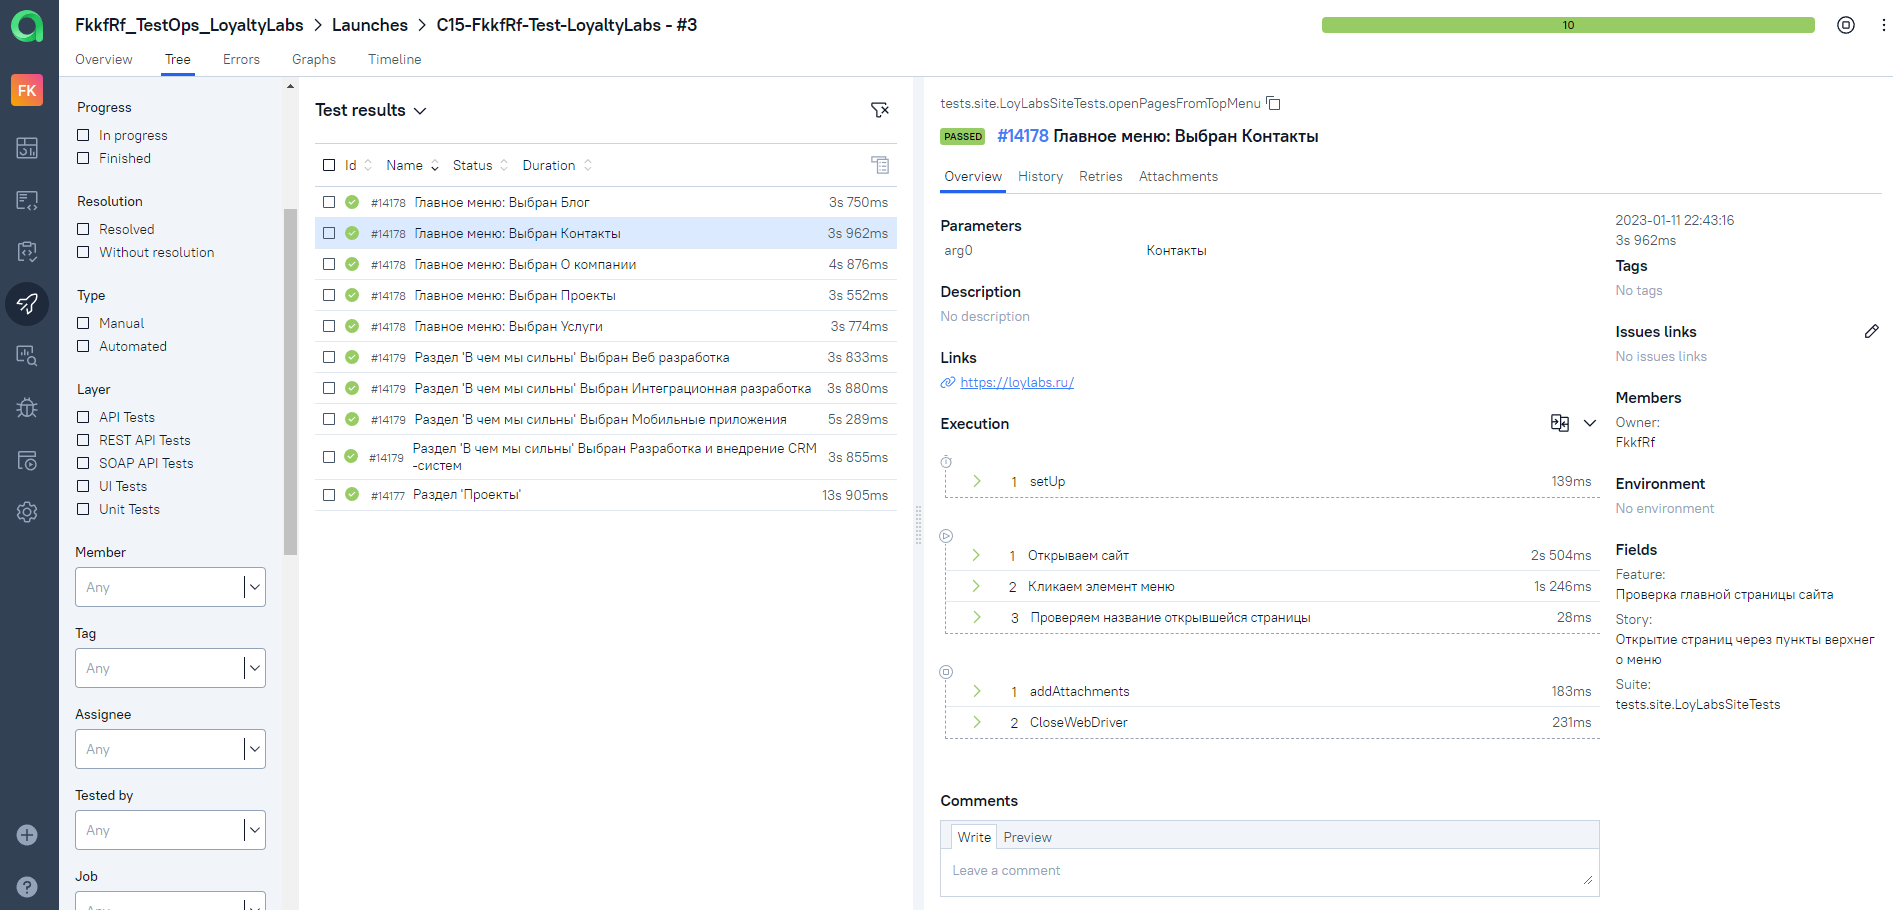 FkkfRf_TestOps_LoyaltyLabs > Launches > C15-FkkfRf-Test-LoyaltyLabs - #3
10
Overview Tree Errors Graphs Timeline
FK
Progress
In progress
Finished
Resolution
Resolved
Without resolution
Type
Manual
Automated
Layer
API Tests
REST API Tests
SOAP API Tests
UI Tests
Unit Tests
Member
Any
Tag
Any
Assignee
Any
Tested by
Any
Job
Any
Test results
Id Name Status Duration
#14178 Главное меню: Выбран Блог 3s 750ms
#14178 Главное меню: Выбран Контакты 3s 962ms
#14178 Главное меню: Выбран О компании 4s 876ms
#14178 Главное меню: Выбран Проекты 3s 552ms
#14178 Главное меню: Выбран Услуги 3s 774ms
#14179 Раздел 'В чем мы сильны' Выбран Веб разработка 3s 833ms
#14179 Раздел 'В чем мы сильны' Выбран Интеграционная разработка 3s 880ms
#14179 Раздел 'В чем мы сильны' Выбран Мобильные приложения 5s 289ms
#14179 Раздел 'В чем мы сильны' Выбран Разработка и внедрение CRM
-систем 3s 855ms
#14177 Раздел 'Проекты' 13s 905ms
tests.site.LoyLabsSiteTests.openPagesFromTopMenu
PASSED #14178 Главное меню: Выбран Контакты
Overview History Retries Attachments
Parameters
arg0 Контакты
Description
No description
Links
https://loylabs.ru/
Execution
1 setUp 139ms
1 Открываем сайт 2s 504ms
2 Кликаем элемент меню 1s 246ms
3 Проверяем название открывшейся страницы 28ms
1 addAttachments 183ms
2 CloseWebDriver 231ms
Comments
Write Preview
Leave a comment
2023-01-11 22:43:16
3s 962ms
Tags
No tags
Issues links
No issues links
Members
Owner:
FkkfRf
Environment
No environment
Fields
Feature:
Проверка главной страницы сайта
Story:
Открытие страниц через пункты верхнег
о меню
Suite:
tests.site.LoyLabsSiteTests